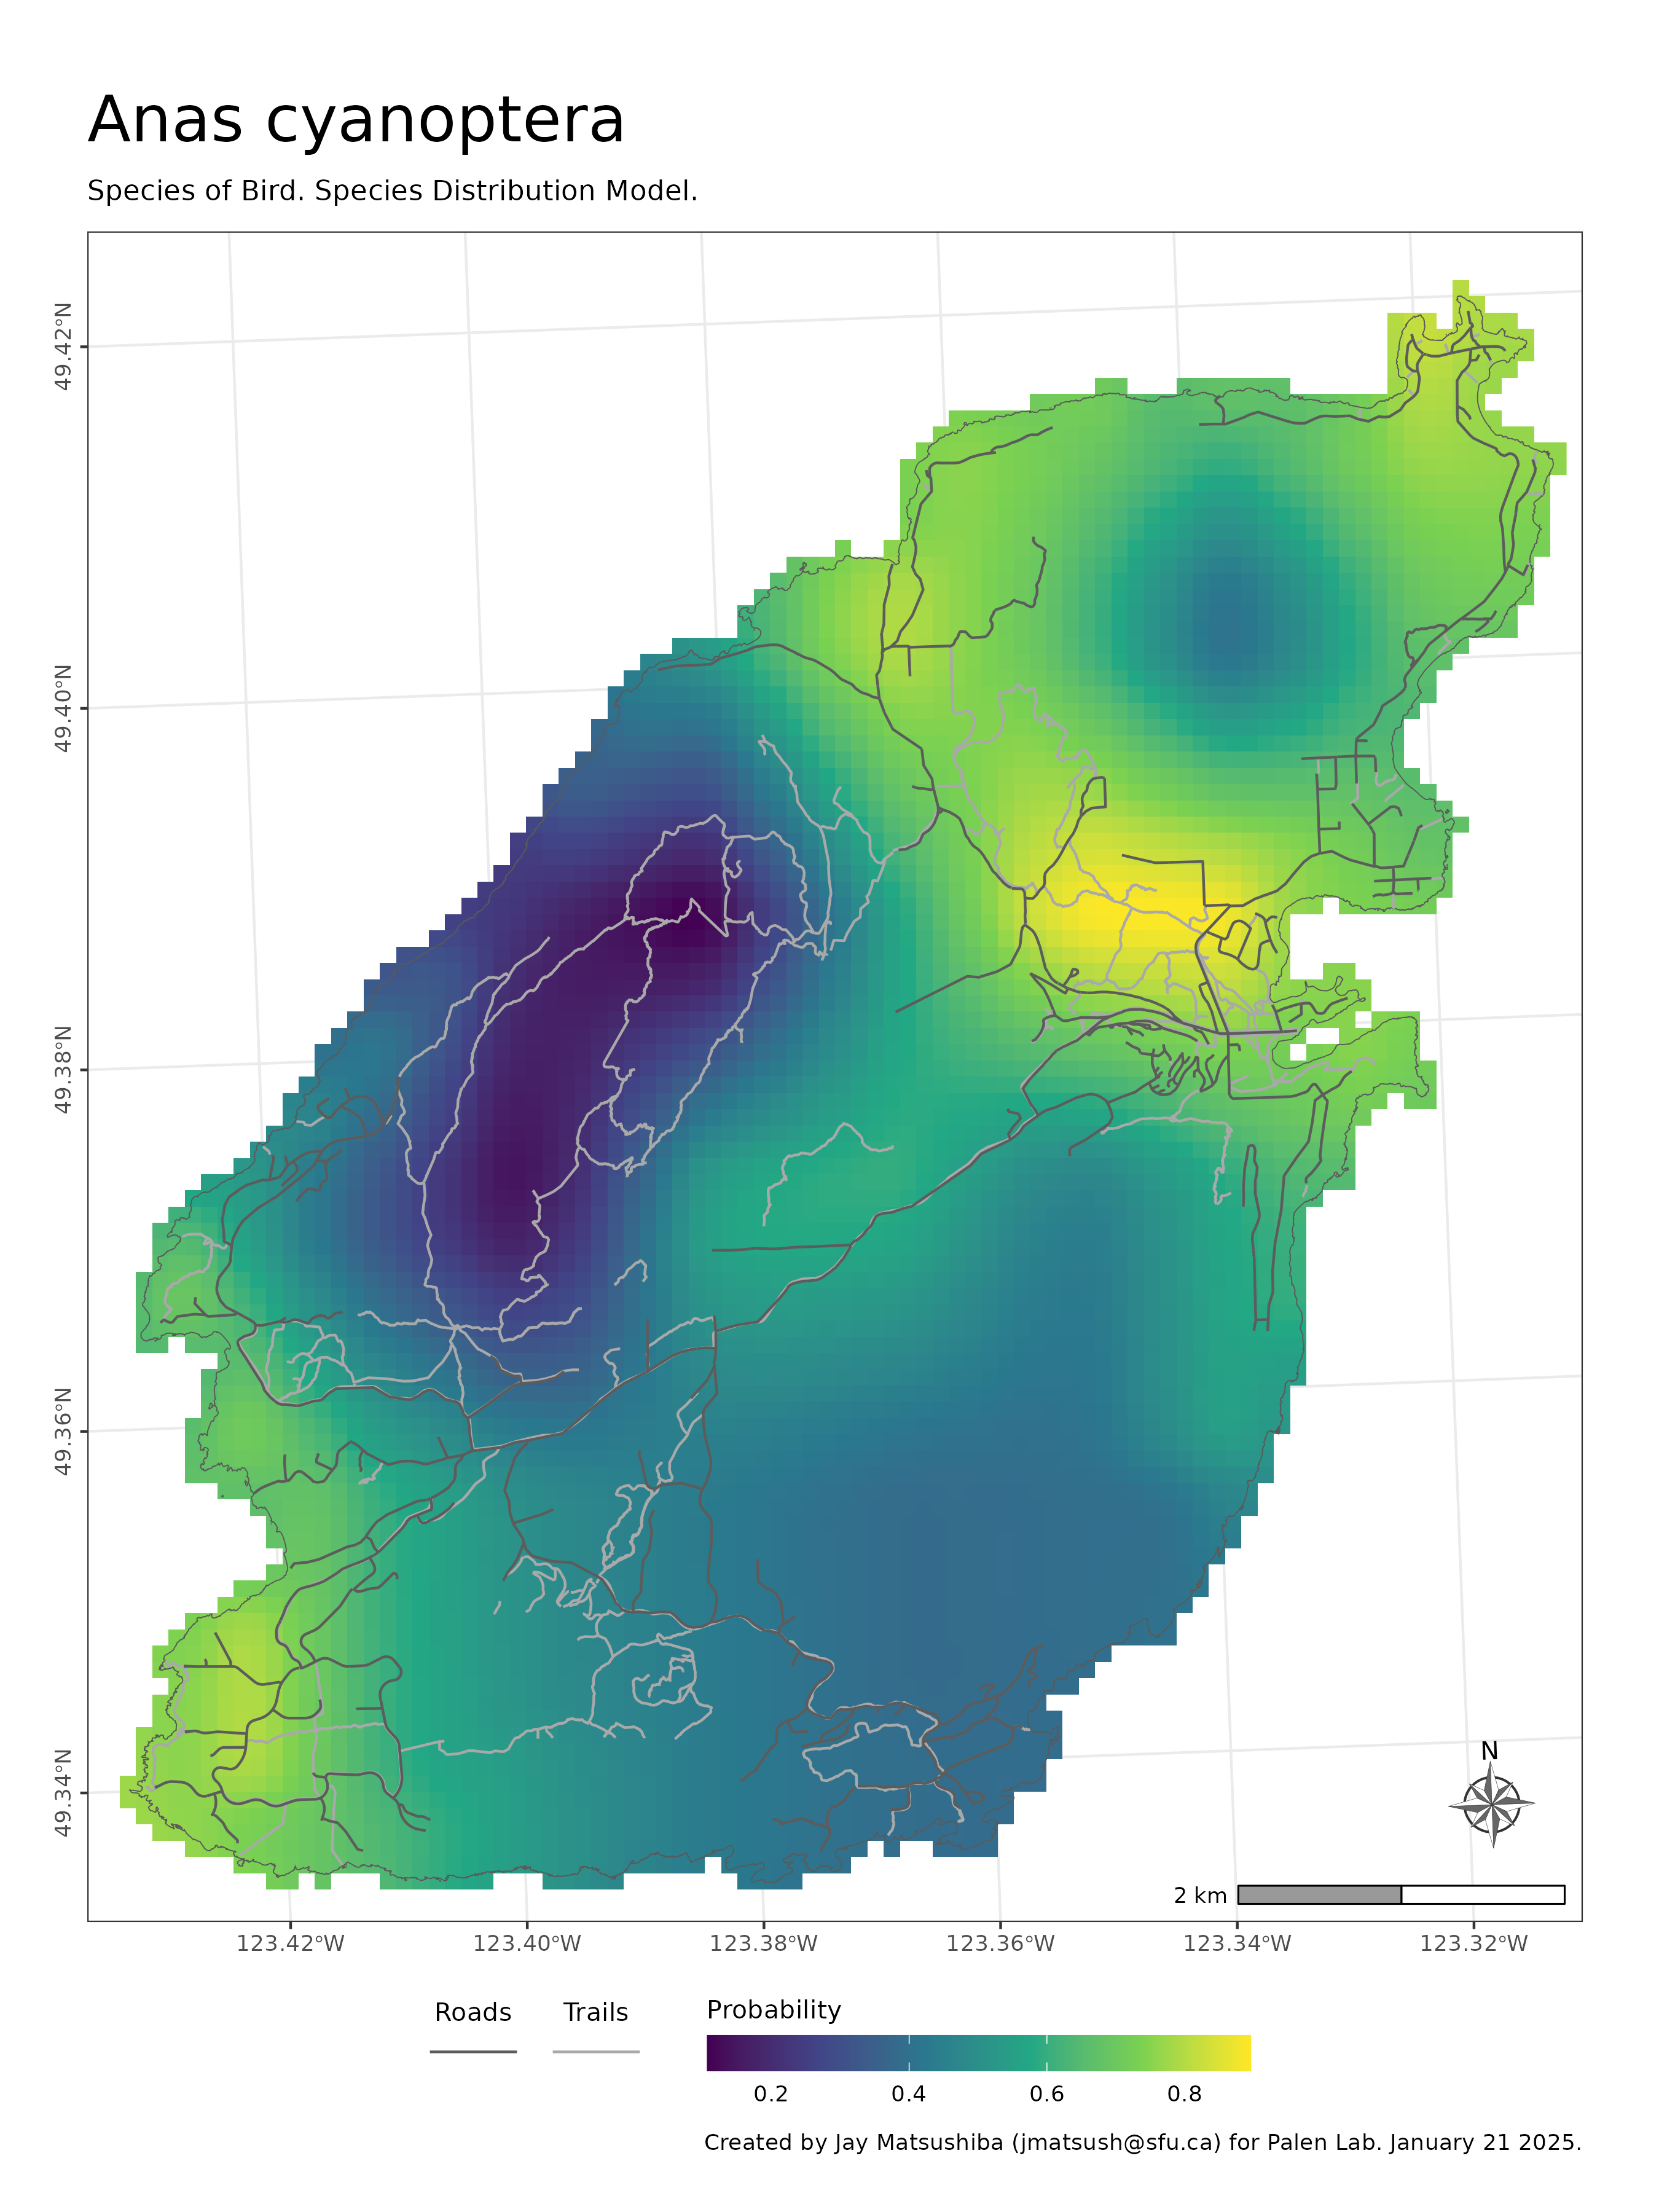 Anas cyanoptera
Species of Bird. Species Distribution Model.
49.42°N
49.40°N
49.38°N
49.36°N
49.34°N
N
2 km
123.42°W 123.40°W 123.38°W 123.36°W 123.34°W 123.32°W
Roads Trails Probability
0.2 0.4 0.6 0.8
Created by Jay Matsushiba (jmatsush@sfu.ca) for Palen Lab. January 21 2025.